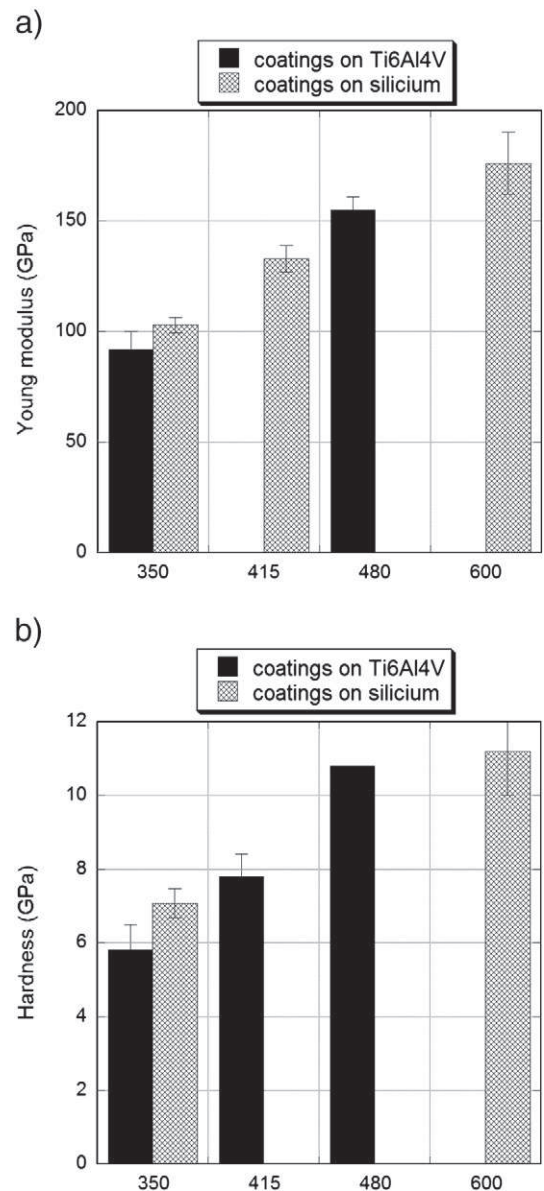 a)
coatings on Ti6Al4V
coatings on silicium
200
150
100
50
0
Young modulus (GPa)
350 415 480 600
b)
coatings on Ti6Al4V
coatings on silicium
12
10
8
6
4
2
0
Hardness (GPa)
350 415 480 600